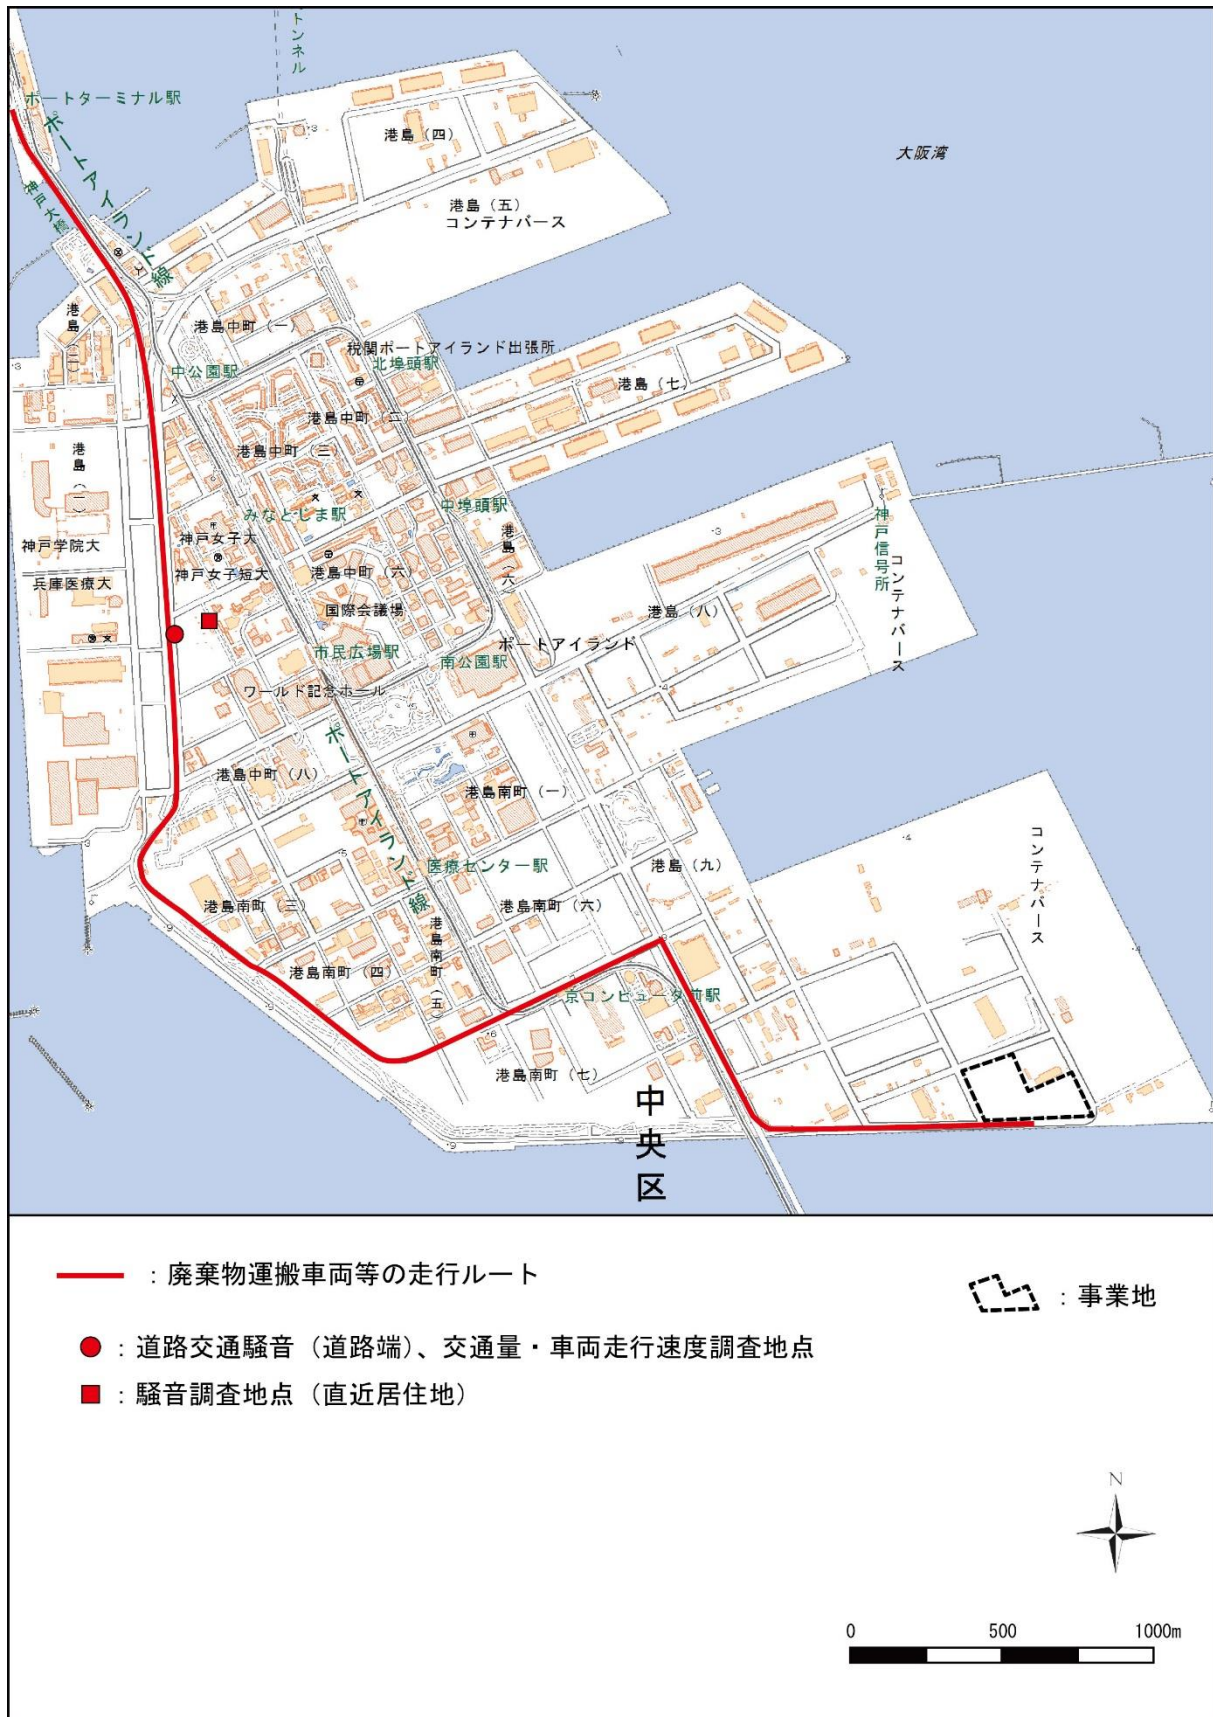 トンネル
ポートターミナル駅
ポートアイランド線
神戸大橋
港島（四）
大阪湾
港島（五）
コンテナバース
港島（二）
港島中町（一）
税関ポートアイランド出張所
中公園駅
北埠頭駅
港島（七）
港島中町（二）
港島（一）
港島中町（三）
みなとじま駅
中埠頭駅
神戸女子大
神戸学院大
港島（六）
神戸信号所
コンテナバース
神戸女子短大
港島中町（六）
兵庫医療大
国際会議場
港島（八）
ポートアイランド
市民広場駅
南公園駅
ワールド記念ホール
ポートアイランド線
港島中町（八）
港島南町（一）
コンテナバース
医療センター駅
港島（九）
港島南町（三）
港島南町（六）
港島南町（五）
港島南町（四）
京コンピュータ前駅
港島南町（七）
中央区
：廃棄物運搬車両等の走行ルート
：事業地
：道路交通騒音（道路端）、交通量・車両走行速度調査地点
：騒音調査地点（直近居住地）
N
0 500 1000m